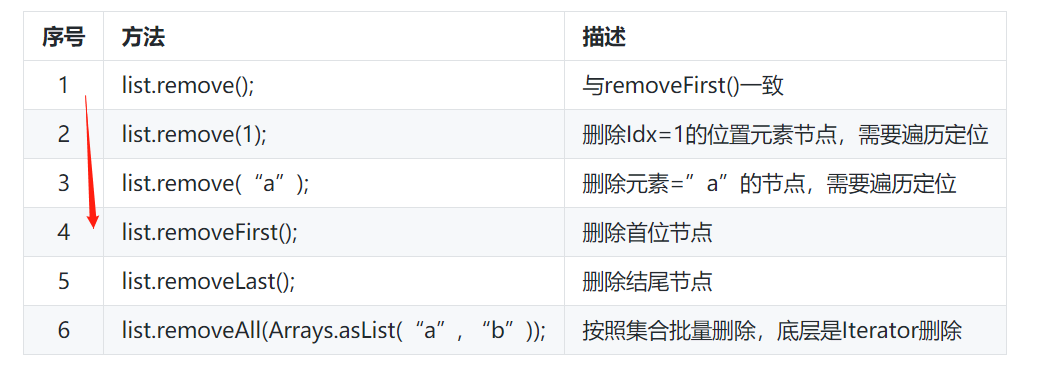 序号 方法 描述
1 list.remove(); 与removeFirst()一致
2 list.remove(1); 删除Idx=1的位置元素节点，需要遍历定位
3 list.remove(“a”); 删除元素=”a”的节点，需要遍历定位
4 list.removeFirst(); 删除首位节点
5 list.removeLast(); 删除结尾节点
6 list.removeAll(Arrays.asList(“a”, “b”)); 按照集合批量删除，底层是Iterator删除